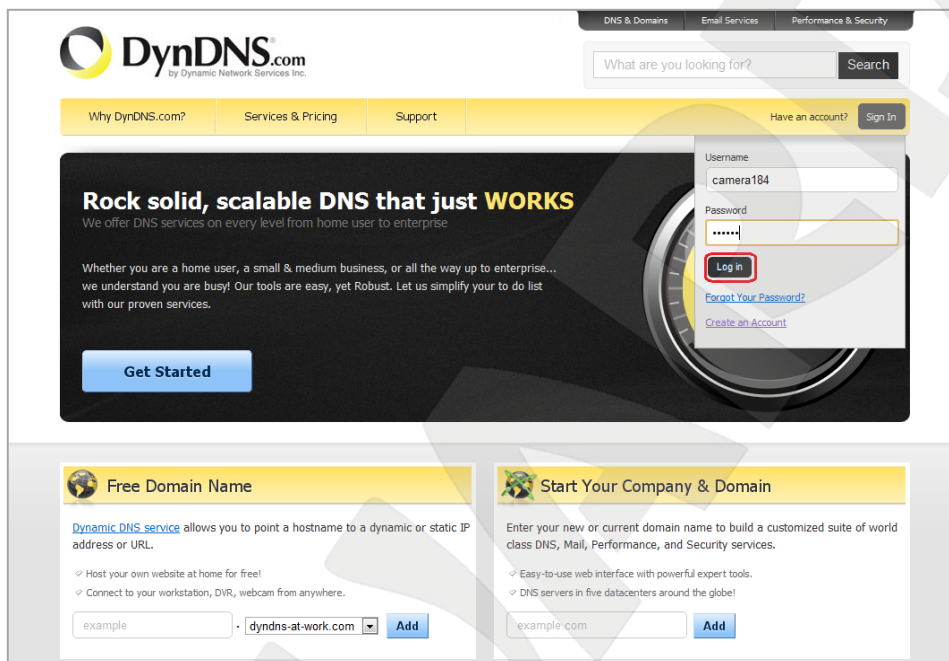 DNS & Domains Email Services Performance & Security
DynDNS.com
by Dynamic Network Services Inc.
What are you looking for? Search
Why DynDNS.com? Services & Pricing Support Have an account? Sign In
Username
camera184
Password
••••••
Log in
Forgot Your Password?
Create an Account
Rock solid, scalable DNS that just WORKS
We offer DNS services on every level from home user to enterprise
Whether you are a home user, a small & medium business, or all the way up to enterprise...
we understand you are busy! Our tools are easy, yet Robust. Let us simplify your to do list
with our proven services.
Get Started
Free Domain Name
Dynamic DNS service allows you to point a hostname to a dynamic or static IP
address or URL.
Host your own website at home for free!
Connect to your workstation, DVR, webcam from anywhere.
example . dyndns-at-work.com Add
Start Your Company & Domain
Enter your new or current domain name to build a customized suite of world
class DNS, Mail, Performance, and Security services.
Easy-to-use web interface with powerful expert tools.
DNS servers in five datacenters around the globe!
example.com Add